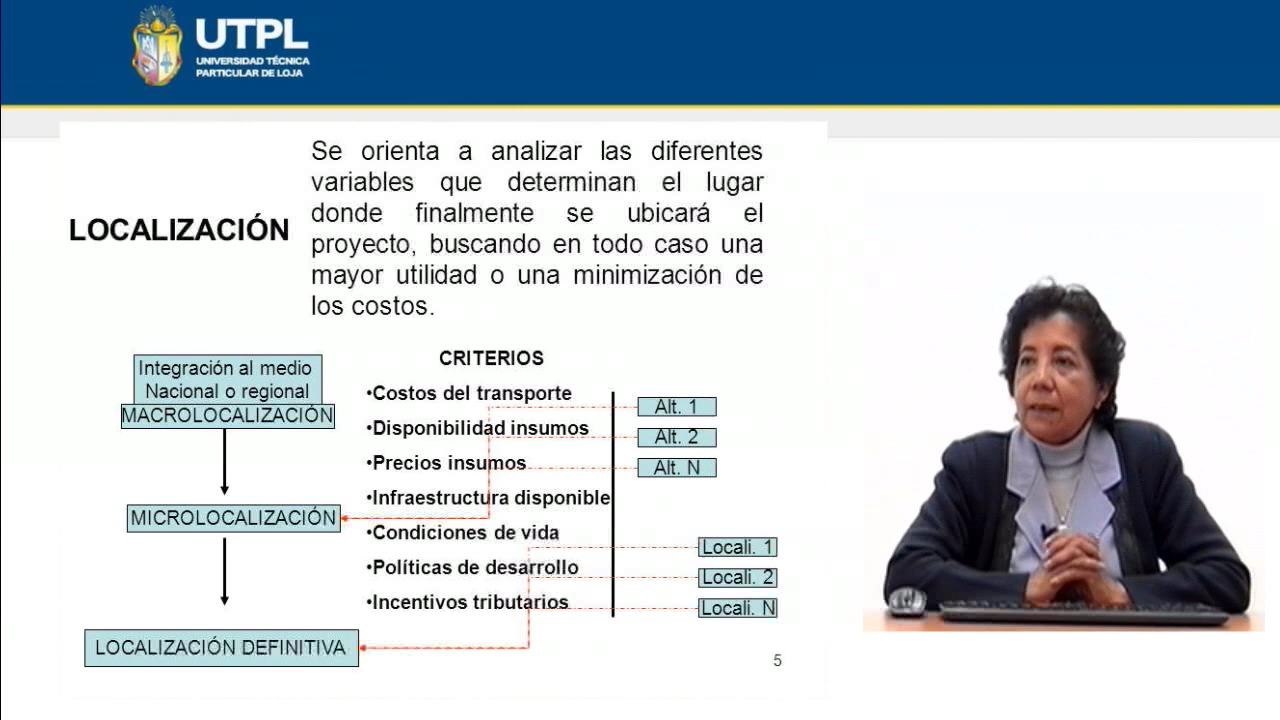 UTPL
UNIVERSIDAD TÉCNICA
PARTICULAR DE LOJA
LOCALIZACIÓN
Se orienta a analizar las diferentes
variables que determinan el lugar
donde finalmente se ubicará el
proyecto, buscando en todo caso una
mayor utilidad o una minimización de
los costos.
Integración al medio
Nacional o regional
MACROLOCALIZACIÓN
MICROLOCALIZACIÓN
LOCALIZACIÓN DEFINITIVA
CRITERIOS
•Costos del transporte
•Disponibilidad insumos
•Precios insumos
•Infraestructura disponible
•Condiciones de vida
•Políticas de desarrollo
•Incentivos tributarios
Alt. 1
Alt. 2
Alt. N
Locali. 1
Locali. 2
Locali. N
5